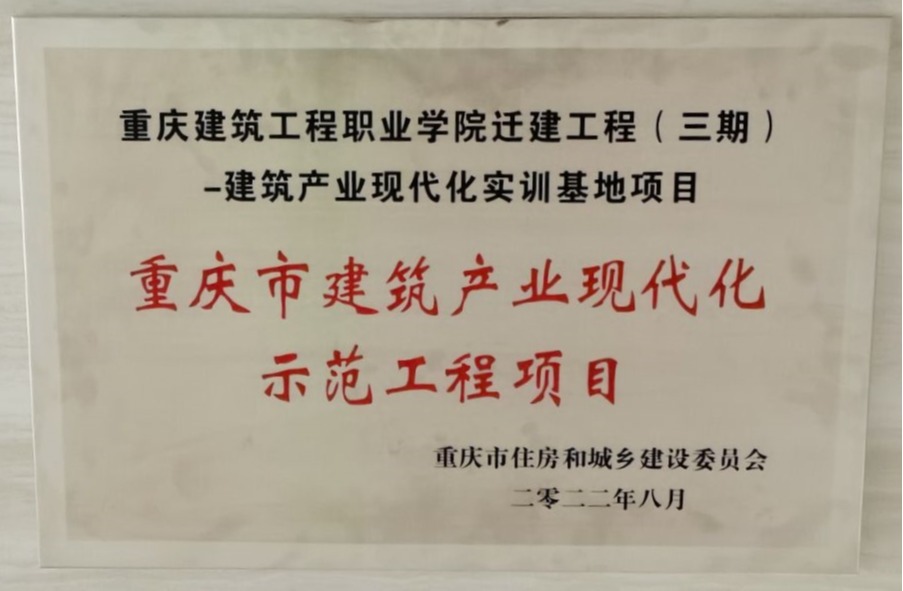 重庆建筑工程职业学院迁建工程（三期）
-建筑产业现代化实训基地项目
重庆市建筑产业现代化
示范工程项目
重庆市住房和城乡建设委员会
二零二二年八月